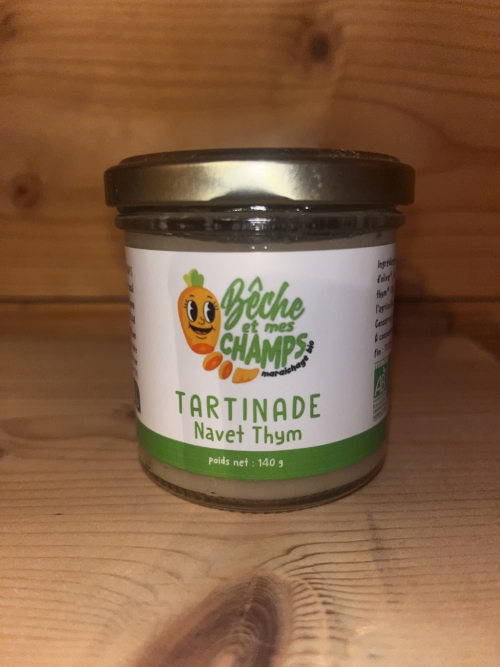 Bêche
et mes
CHAMPS
maraîchage bio
TARTINADE
Navet Thym
poids net : 140 g